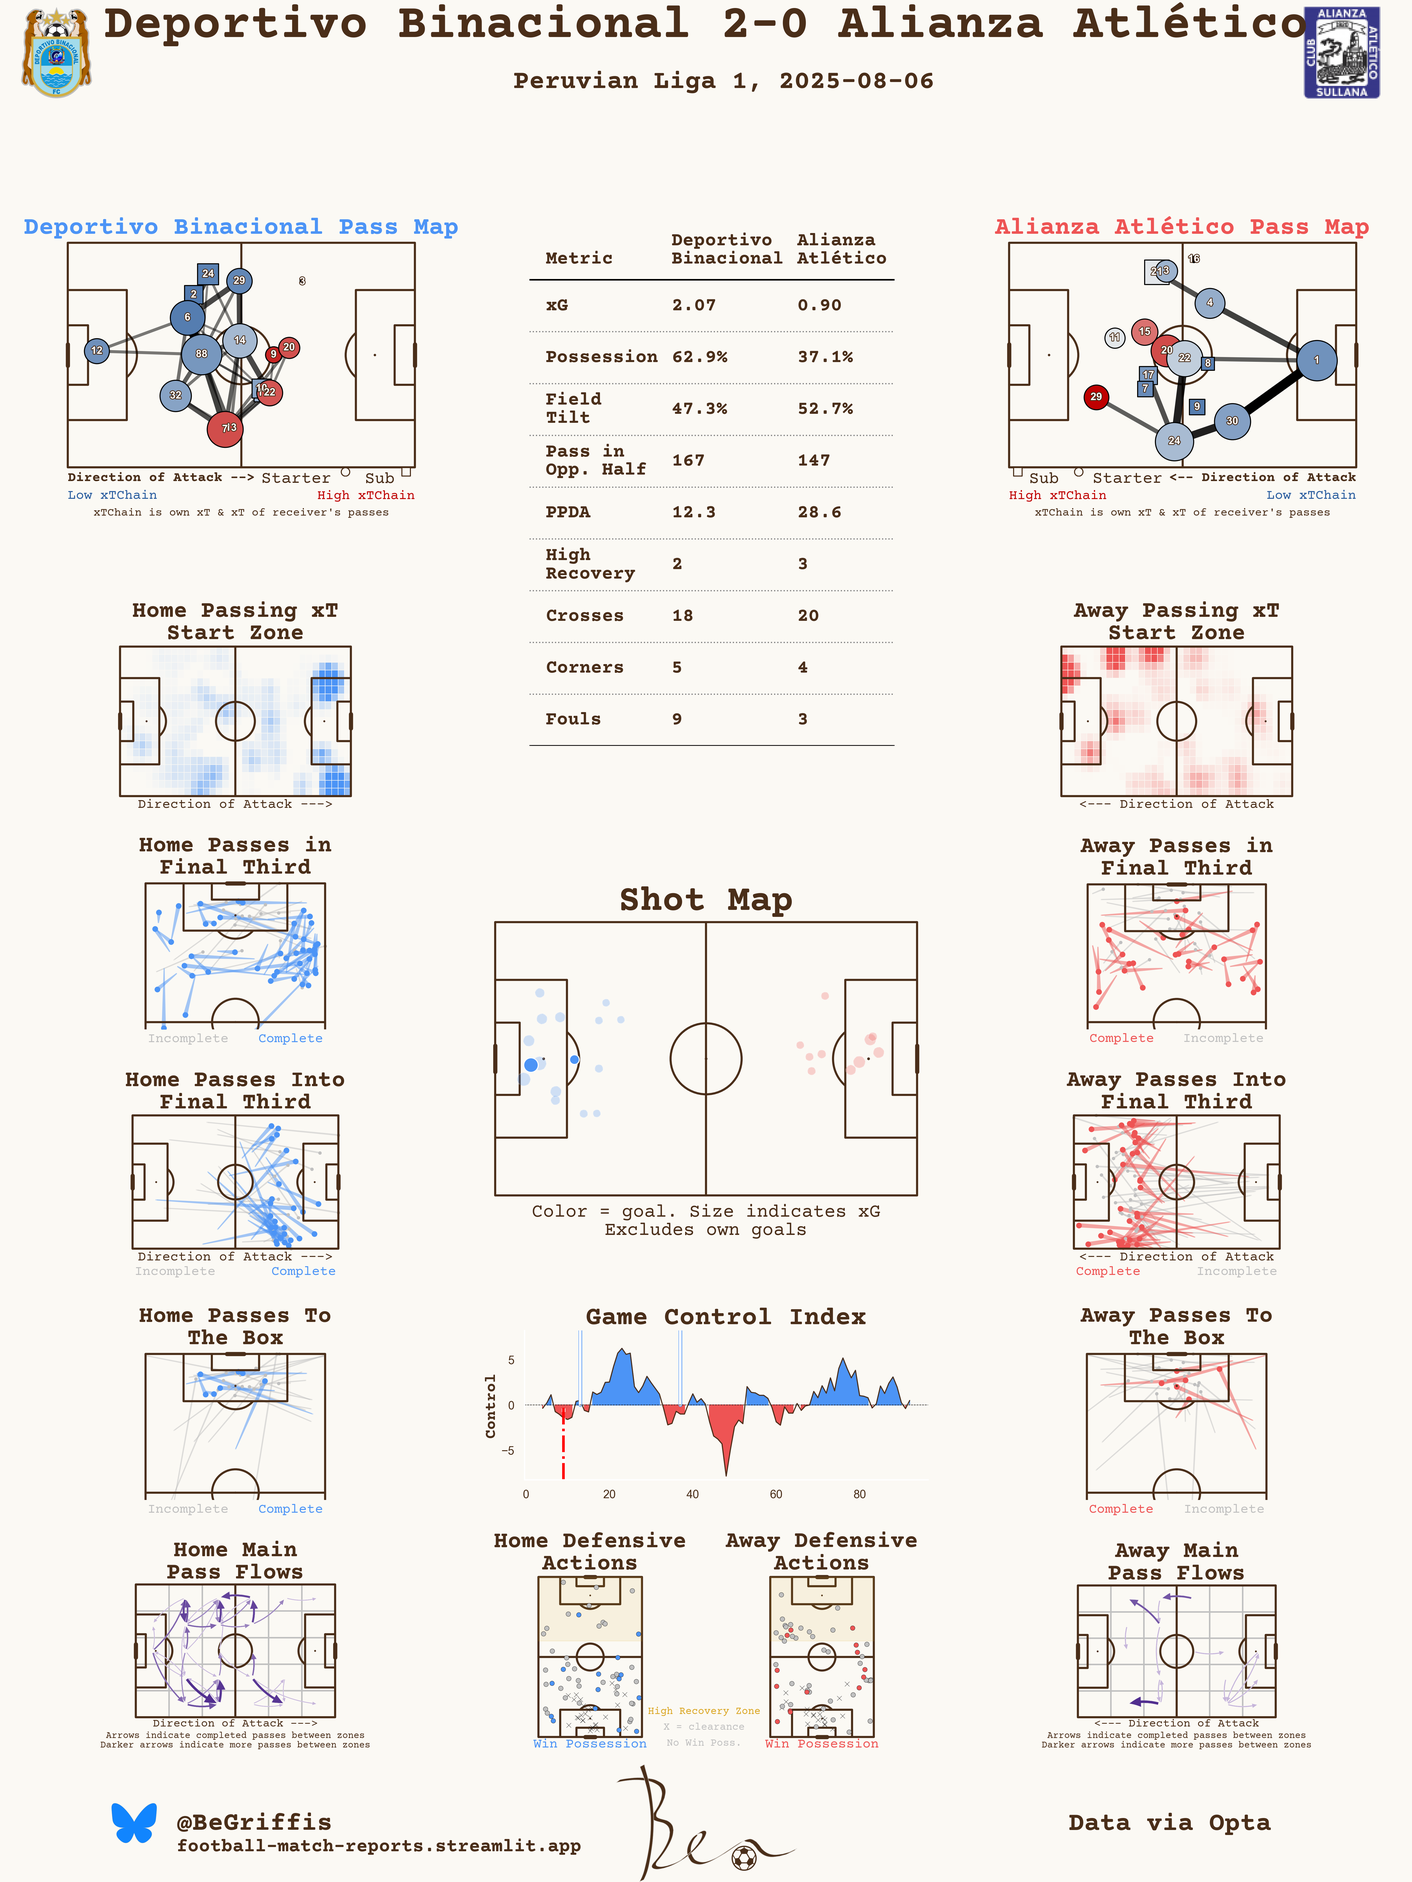 Deportivo Binacional 2-0 Alianza Atlético
Peruvian Liga 1, 2025-08-06
DEPORTIVO BINACIONAL
FC
ALIANZA
CLUB
ATLÉTICO
SULLANA
Deportivo Binacional Pass Map
24
29
3
2
6
12
88
14
9
20
10
22
32
7
13
Direction of Attack --> Starter Sub
Low xTChain High xTChain
xTChain is own xT & xT of receiver's passes
Metric Deportivo Binacional Alianza Atlético
xG 2.07 0.90
Possession 62.9% 37.1%
Field Tilt 47.3% 52.7%
Pass in Opp. Half 167 147
PPDA 12.3 28.6
High Recovery 2 3
Crosses 18 20
Corners 5 4
Fouls 9 3
Alianza Atlético Pass Map
16
4
11
15
20
22
8
1
17
7
29
9
30
24
Sub Starter <-- Direction of Attack
High xTChain Low xTChain
xTChain is own xT & xT of receiver's passes
Home Passing xT
Start Zone
Direction of Attack --->
Away Passing xT
Start Zone
<--- Direction of Attack
Home Passes in
Final Third
Incomplete Complete
Away Passes in
Final Third
Complete Incomplete
Shot Map
Color = goal. Size indicates xG
Excludes own goals
Home Passes Into
Final Third
Direction of Attack --->
Incomplete Complete
Away Passes Into
Final Third
<--- Direction of Attack
Complete Incomplete
Home Passes To
The Box
Incomplete Complete
Game Control Index
Control
5
0
−5
0 20 40 60 80
Away Passes To
The Box
Complete Incomplete
Home Main
Pass Flows
Direction of Attack --->
Arrows indicate completed passes between zones
Darker arrows indicate more passes between zones
Home Defensive
Actions
Win Possession
Away Defensive
Actions
Win Possession
High Recovery Zone
X = clearance
No Win Poss.
Away Main
Pass Flows
<--- Direction of Attack
Arrows indicate completed passes between zones
Darker arrows indicate more passes between zones
@BeGriffis
football-match-reports.streamlit.app
Ben
Data via Opta